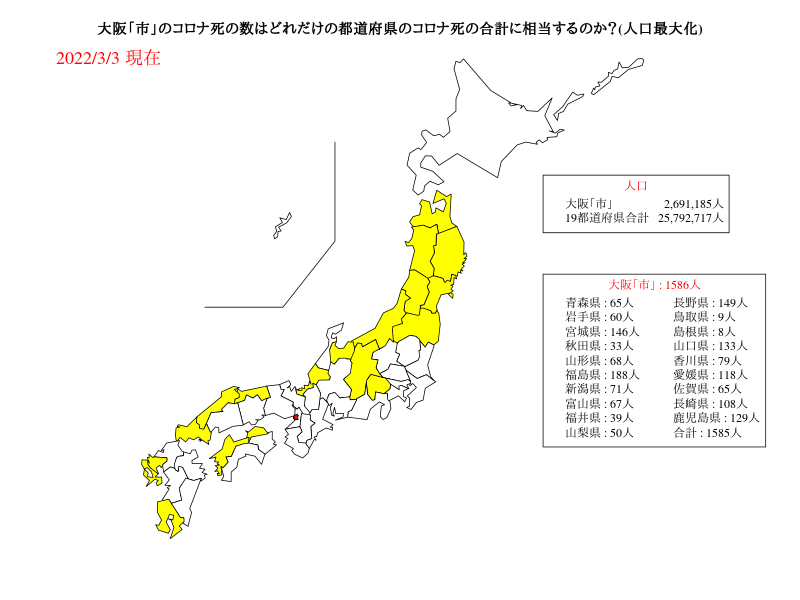 大阪｢市｣のコロナ死の数はどれだけの都道府県のコロナ死の合計に相当するのか？(人口最大化)
2022/3/3 現在
人口
大阪｢市｣ 2,691,185人
19都道府県合計 25,792,717人
大阪｢市｣ ; 1586人
青森県 : 65人 長野県 : 149人
岩手県 : 60人 鳥取県 : 9人
宮城県 : 146人 島根県 : 8人
秋田県 : 33人 山口県 : 133人
山形県 : 68人 香川県 : 79人
福島県 : 188人 愛媛県 : 118人
新潟県 : 71人 佐賀県 : 65人
富山県 : 67人 長崎県 : 108人
福井県 : 39人 鹿児島県 : 129人
山梨県 : 50人 合計 : 1585人